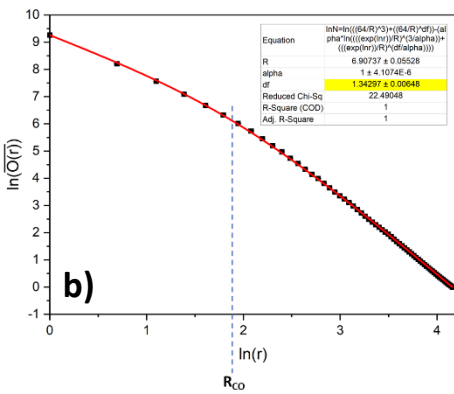 10
9
8
7
6
5
4
3
2
1
0
-1
ln(O(r))
Equation
lnN=ln(((64/R)^3)+((64/R)^df))-(al
pha*ln((((exp(lnr))/R)^(3/alpha))+
(((exp(lnr))/R)^(df/alpha))))
R 6.90737 ± 0.05528
alpha 1 ± 4.1074E-6
df 1.34297 ± 0.00648
Reduced Chi-Sq 22.49048
R-Square (COD) 1
Adj. R-Square 1
b)
0 1 2 3 4
ln(r)
RCO